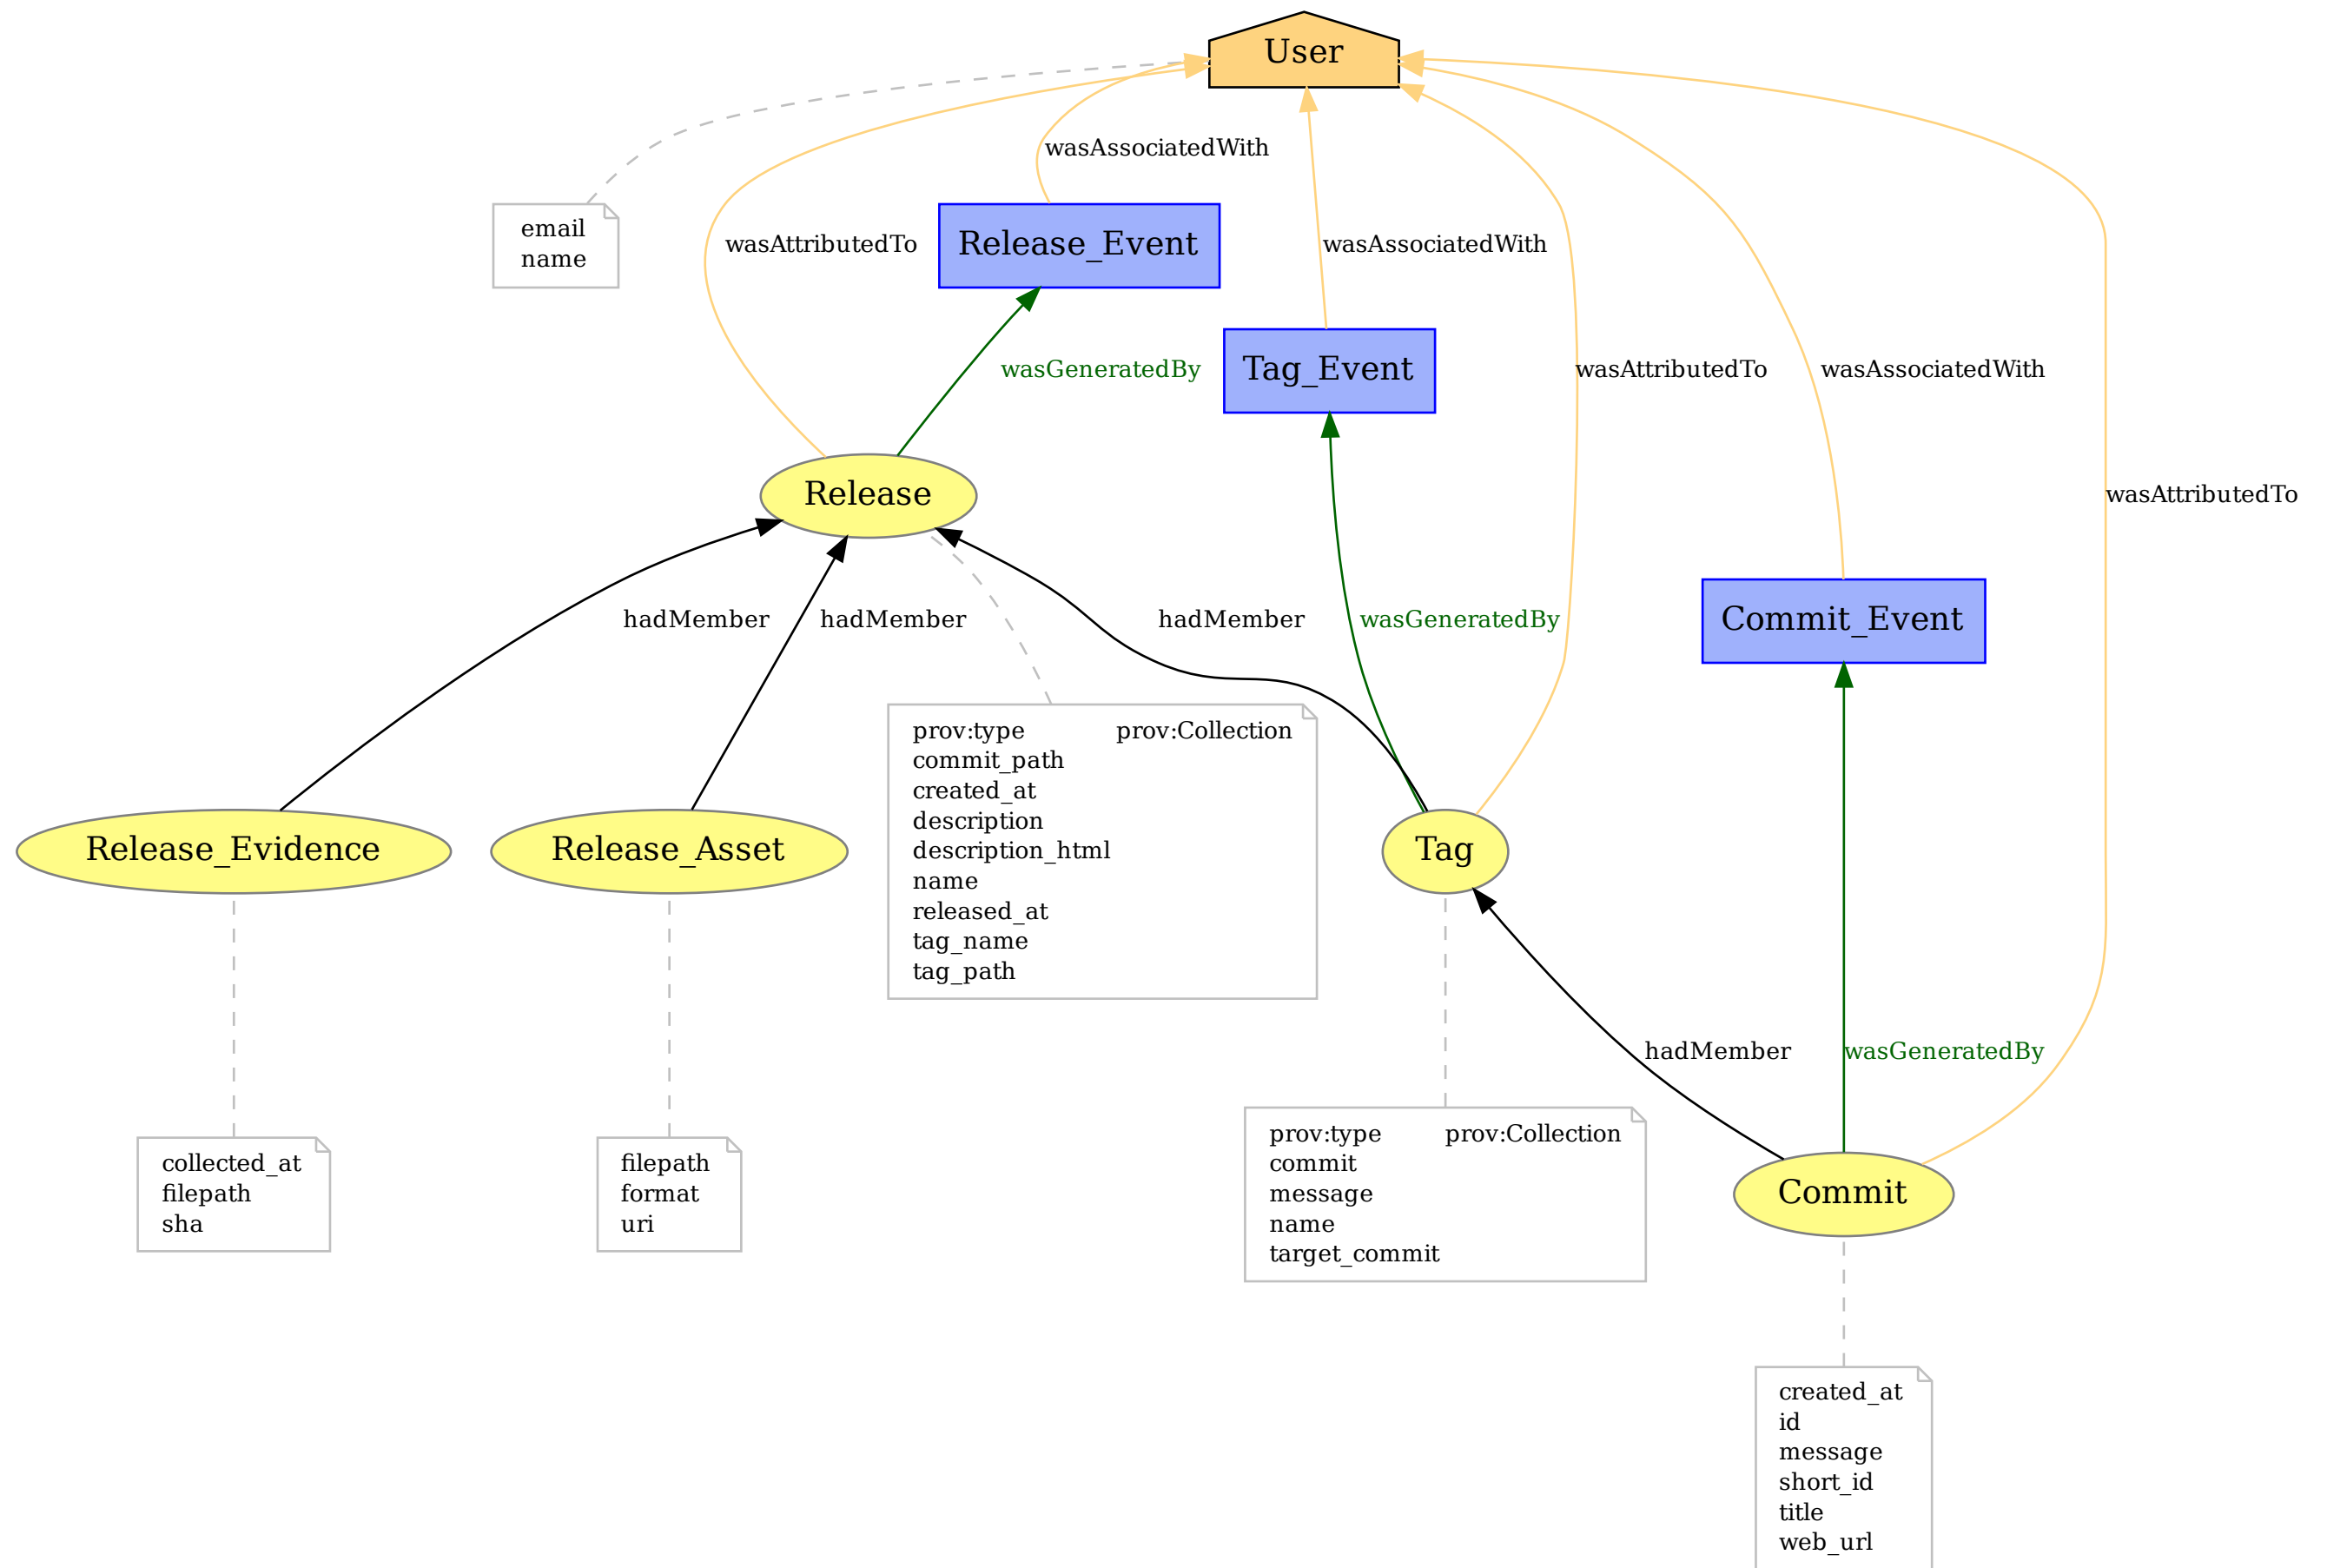 User
wasAssociatedWith
email
name
wasAttributedTo
Release_Event
wasAssociatedWith
wasGeneratedBy
Tag_Event
wasAttributedTo
wasAssociatedWith
Release
wasAttributedTo
hadMember
hadMember
hadMember
wasGeneratedBy
Commit_Event
prov:type prov:Collection
commit_path
created_at
description
description_html
name
released_at
tag_name
tag_path
Release_Evidence
Release_Asset
Tag
hadMember
wasGeneratedBy
collected_at
filepath
sha
filepath
format
uri
prov:type prov:Collection
commit
message
name
target_commit
Commit
created_at
id
message
short_id
title
web_url